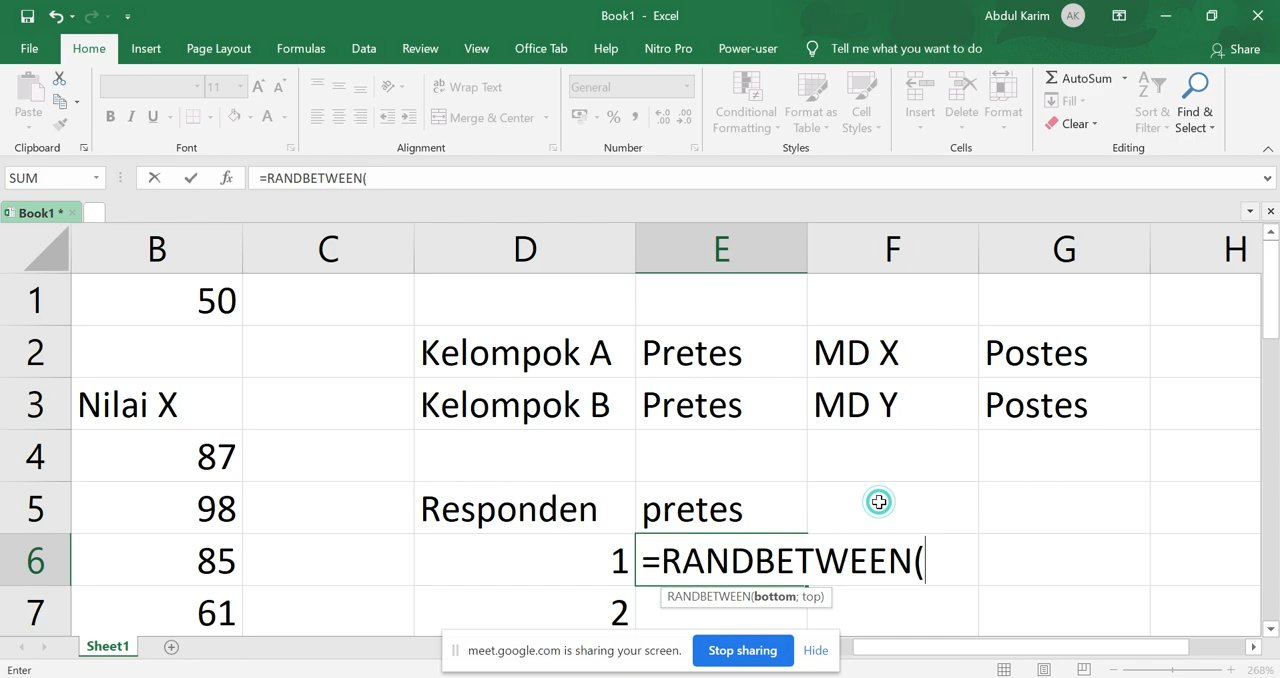 Book1 - Excel
Abdul Karim
AK
File Home Insert Page Layout Formulas Data Review View Office Tab Help Nitro Pro Power-user Tell me what you want to do Share
Paste
Clipboard
11
B I U A
Font
Wrap Text
Merge & Center
Alignment
General
Number
Conditional Formatting
Format as Table
Cell Styles
Styles
Insert Delete Format
Cells
AutoSum
Fill
Clear
Sort & Filter
Find & Select
Editing
SUM fx =RANDBETWEEN(
Book1 *
B C D E F G H
1 50
2 Kelompok A Pretes MD X Postes
3 Nilai X Kelompok B Pretes MD Y Postes
4 87
5 98 Responden pretes
6 85 1 =RANDBETWEEN(
RANDBETWEEN(bottom; top)
7 61 2
meet.google.com is sharing your screen. Stop sharing Hide
Sheet1
Enter 268%